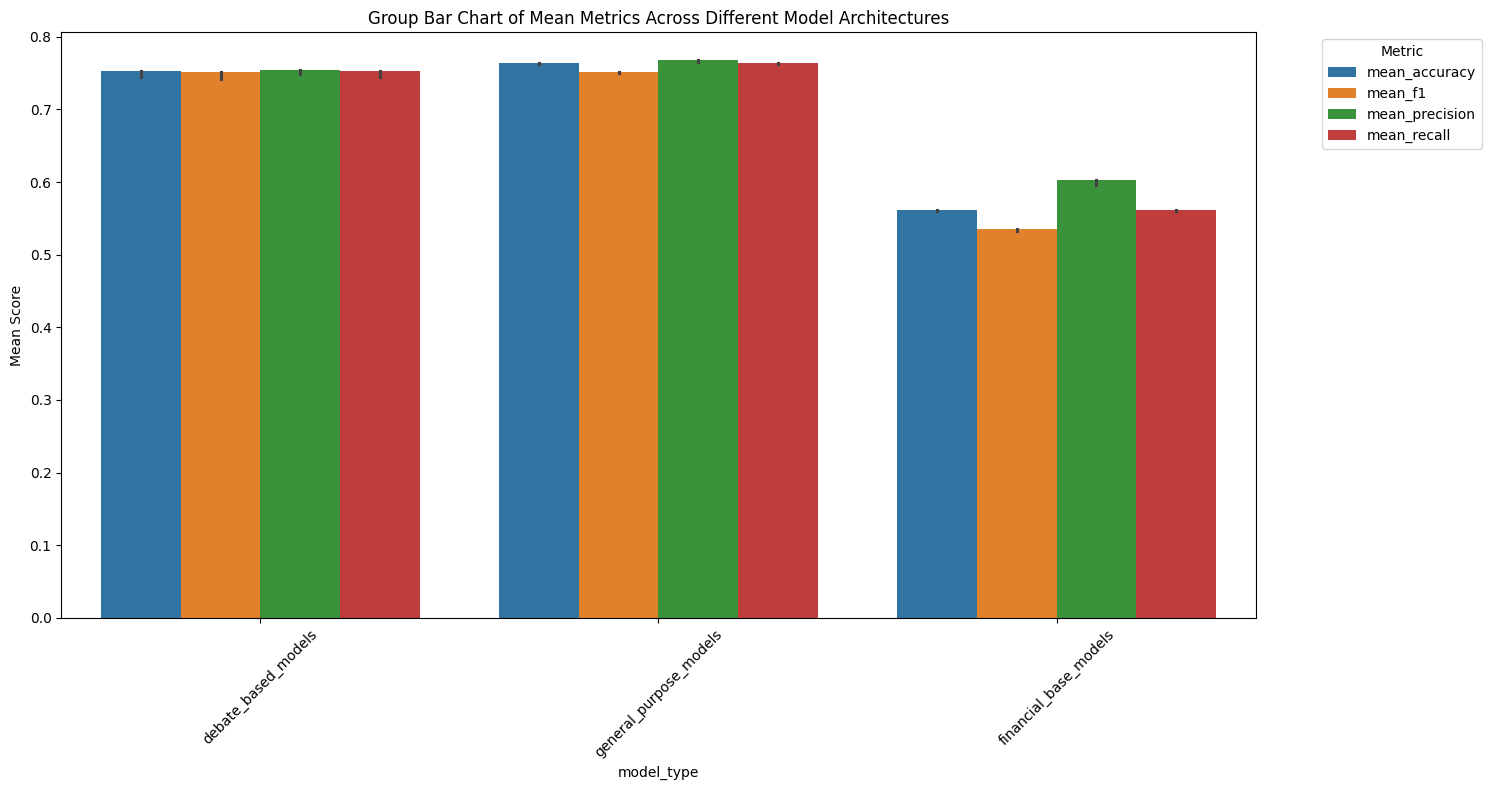 Group Bar Chart of Mean Metrics Across Different Model Architectures
Mean Score
0.8
0.7
0.6
0.5
0.4
0.3
0.2
0.1
0.0
debate_based_models
general_purpose_models
financial_base_models
model_type
Metric
mean_accuracy
mean_f1
mean_precision
mean_recall